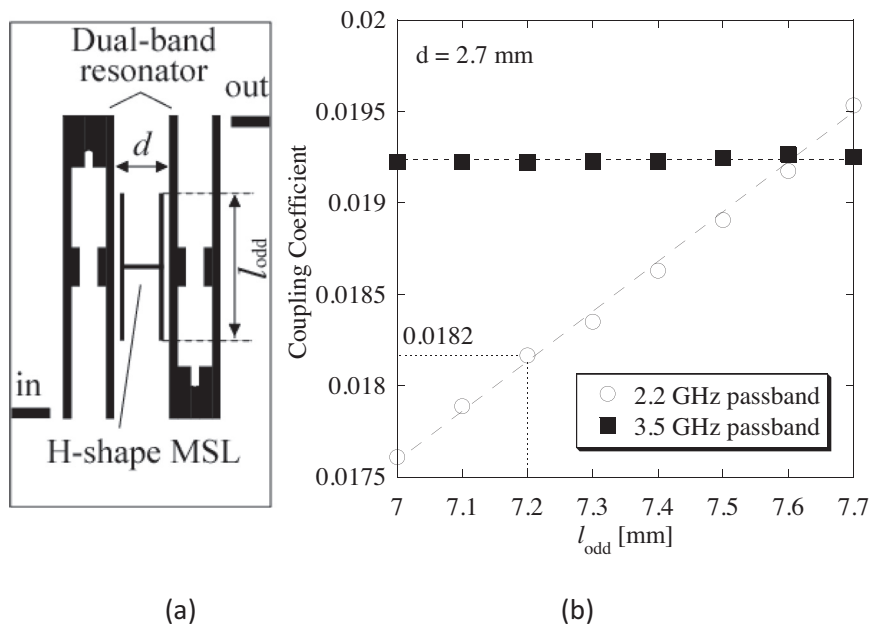 Dual-band
resonator
out
d
l_odd
in
H-shape MSL
(a)
0.02
0.0195
0.019
0.0185
0.018
0.0175
Coupling Coefficient
d = 2.7 mm
0.0182
2.2 GHz passband
3.5 GHz passband
7 7.1 7.2 7.3 7.4 7.5 7.6 7.7
l_odd [mm]
(b)